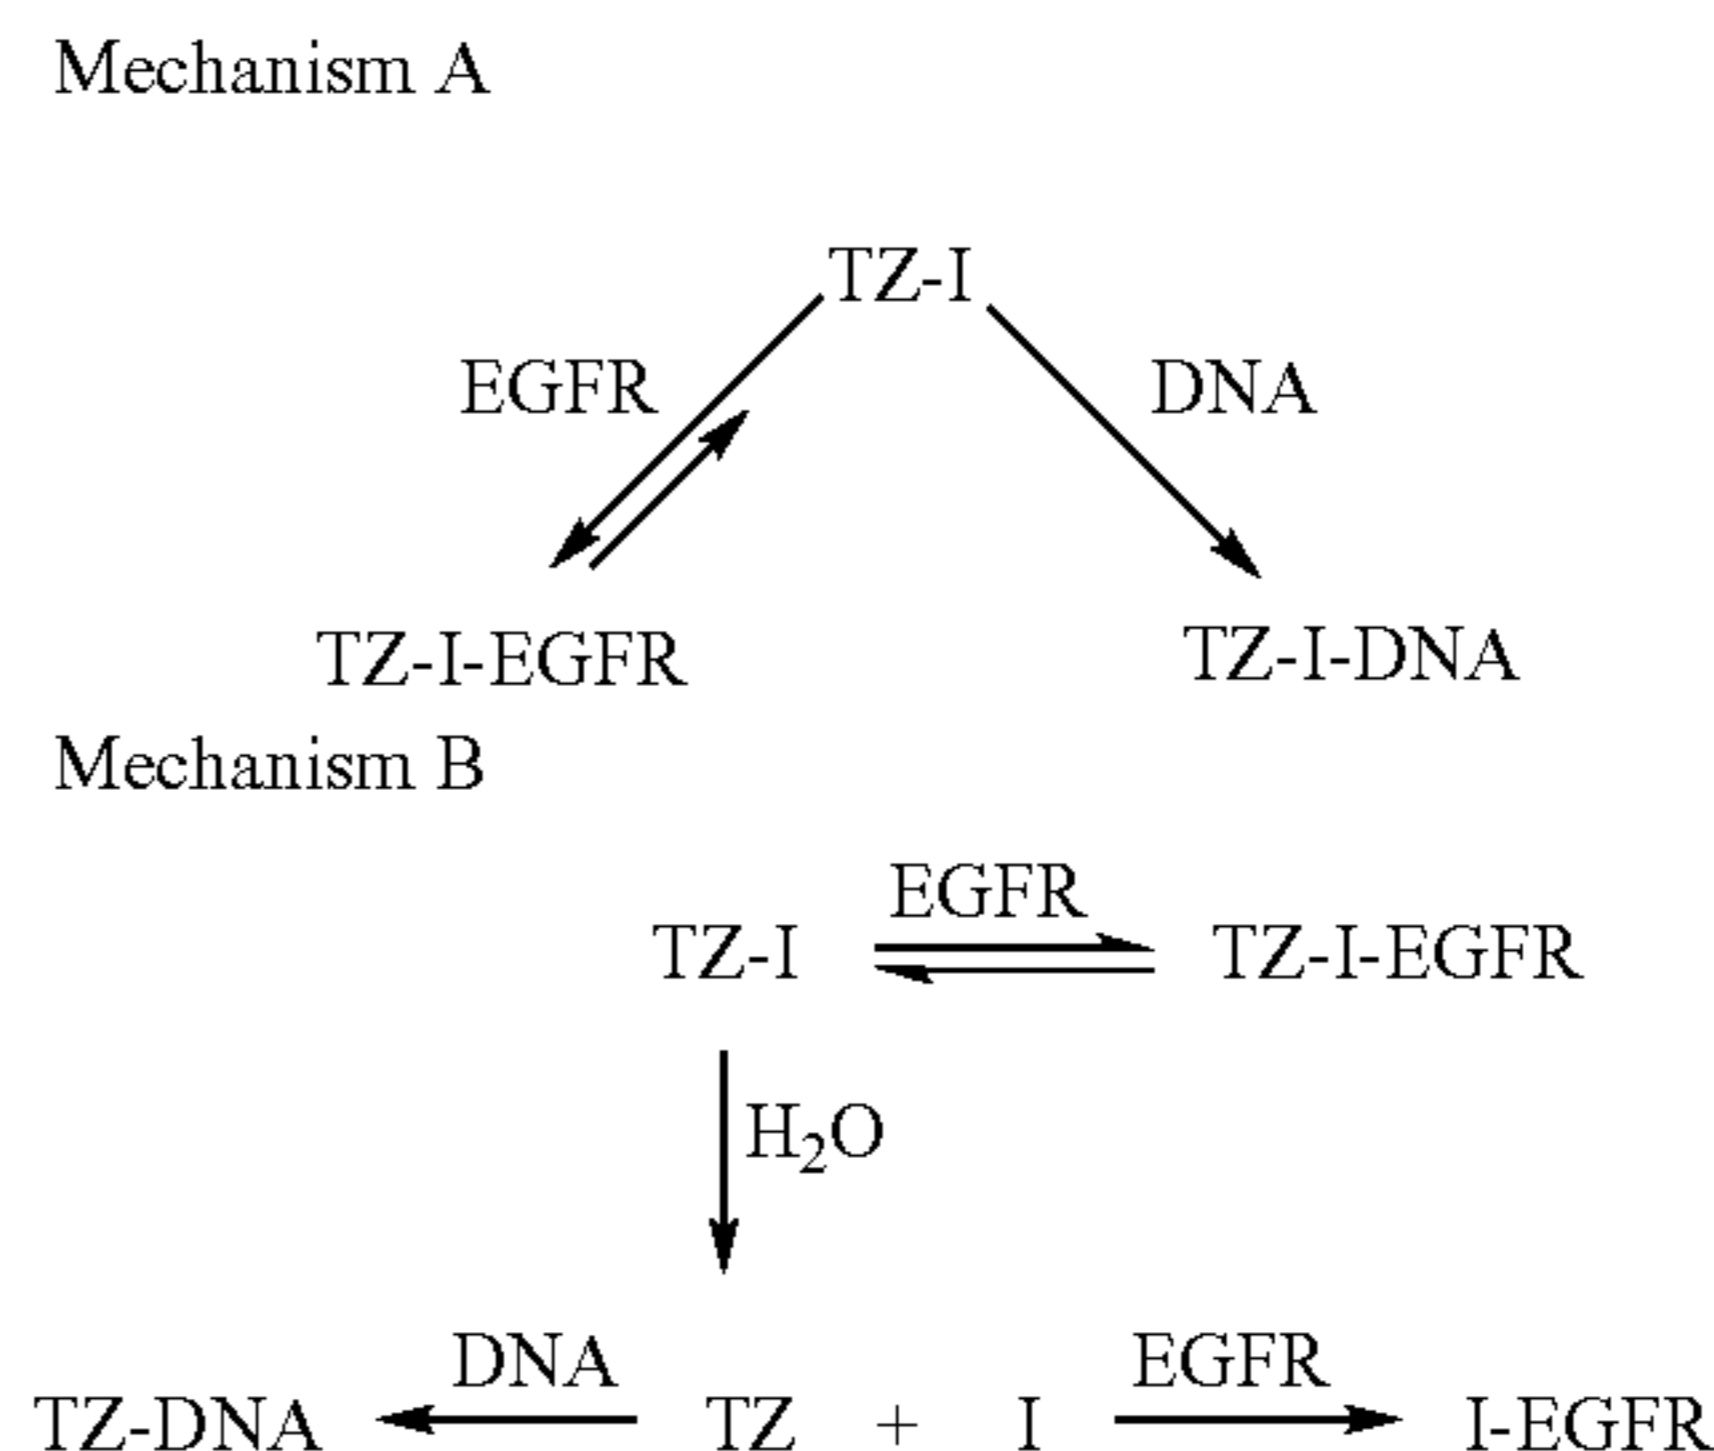 Mechanism A
TZ-I
EGFR DNA
TZ-I-EGFR TZ-I-DNA
Mechanism B
EGFR
TZ-I TZ-I-EGFR
H₂O
DNA EGFR
TZ-DNA TZ + I I-EGFR